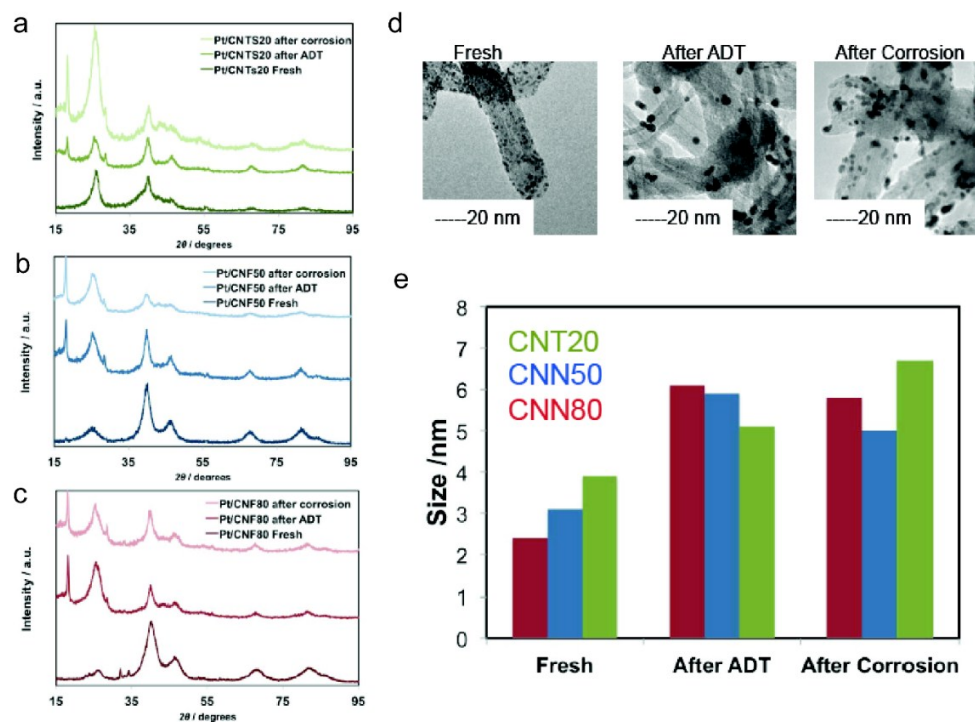 a
Pt/CNTS20 after corrosion
Pt/CNTS20 after ADT
Pt/CNTs20 Fresh
Intensity / a.u.
15 35 55 75 95
2θ / degrees
b
Pt/CNF50 after corrosion
Pt/CNF50 after ADT
Pt/CNF50 Fresh
Intensity / a.u.
15 35 55 75 95
2θ / degrees
c
Pt/CNF80 after corrosion
Pt/CNF80 after ADT
Pt/CNF80 Fresh
Intensity / a.u.
15 35 55 75 95
2θ / degrees
d
Fresh After ADT After Corrosion
-----20 nm -----20 nm -----20 nm
e
8
7
6
5
4
3
2
1
0
Size /nm
CNT20
CNN50
CNN80
Fresh After ADT After Corrosion